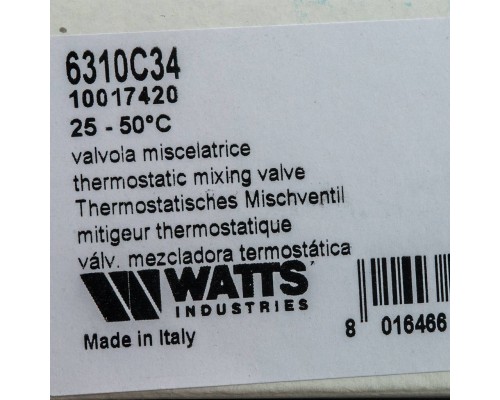 6310C34
10017420
25 - 50°C
valvola miscelatrice
thermostatic mixing valve
Thermostatisches Mischventil
mitigeur thermostatique
válv. mezcladora termostática
WATTS
INDUSTRIES
Made in Italy
8 016466